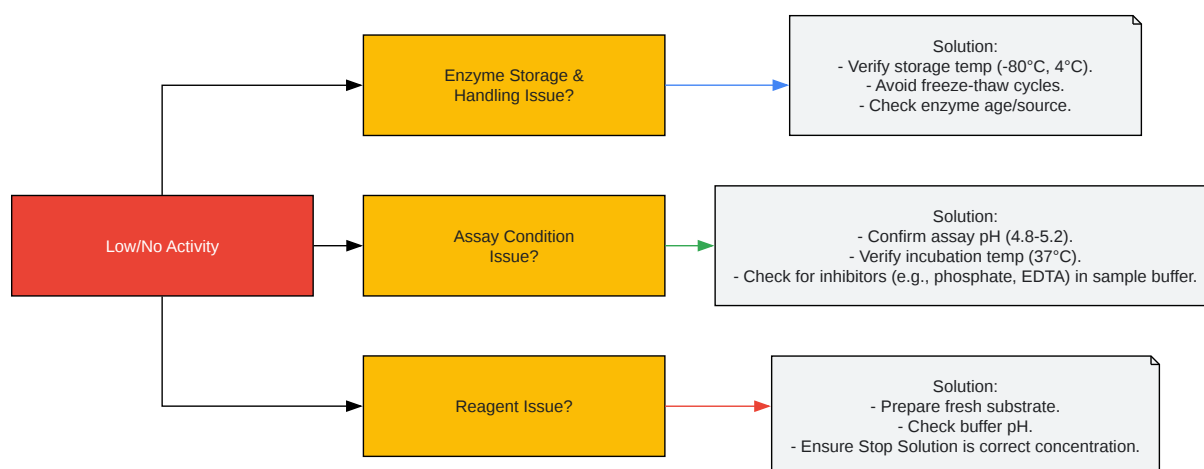 Low/No Activity
Enzyme Storage &
Handling Issue?
Solution:
- Verify storage temp (-80°C, 4°C).
- Avoid freeze-thaw cycles.
- Check enzyme age/source.
Assay Condition
Issue?
Solution:
- Confirm assay pH (4.8-5.2).
- Verify incubation temp (37°C).
- Check for inhibitors (e.g., phosphate, EDTA) in sample buffer.
Reagent Issue?
Solution:
- Prepare fresh substrate.
- Check buffer pH.
- Ensure Stop Solution is correct concentration.